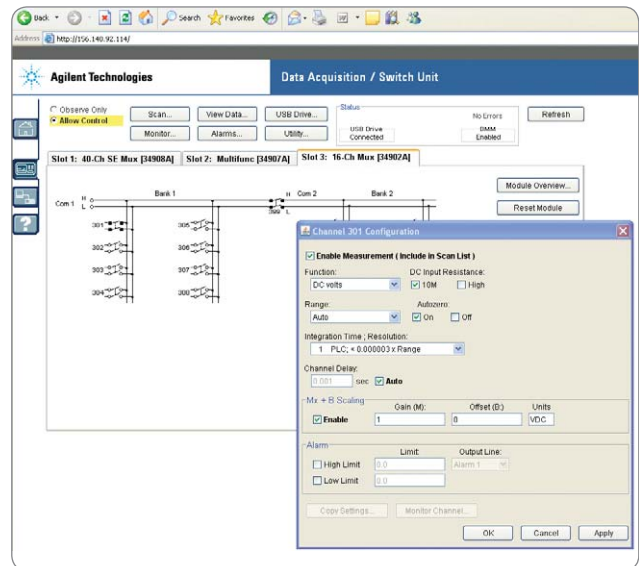 Back Search Favorites
Address http://156.140.92.114/
Agilent Technologies Data Acquisition / Switch Unit
Observe Only
Allow Control
Scan... View Data... USB Drive...
Monitor... Alarms... Utility...
Status
No Errors
USB Drive Connected
DMM Enabled
Refresh
Slot 1: 40-Ch SE Mux [34908A] Slot 2: Multifunc [34907A] Slot 3: 16-Ch Mux [34902A]
Module Overview...
Reset Module
Bank 1 H Com 2 Bank 2
Com 1 H
L
L
301 305
302 306
303 307
304 308
Channel 301 Configuration
Enable Measurement ( Include in Scan List )
Function: DC Input Resistance:
DC volts 10M High
Range: Autozero:
Auto On Off
Integration Time ; Resolution:
1 PLC; < 0.000003 x Range
Channel Delay:
0.001 sec Auto
Mx + B Scaling
Gain (M): Offset (B:) Units
Enable 1 0 VDC
Alarm
Limit: Output Line:
High Limit 0.0 Alarm 1
Low Limit 0.0
Copy Settings... Monitor Channel...
OK Cancel Apply